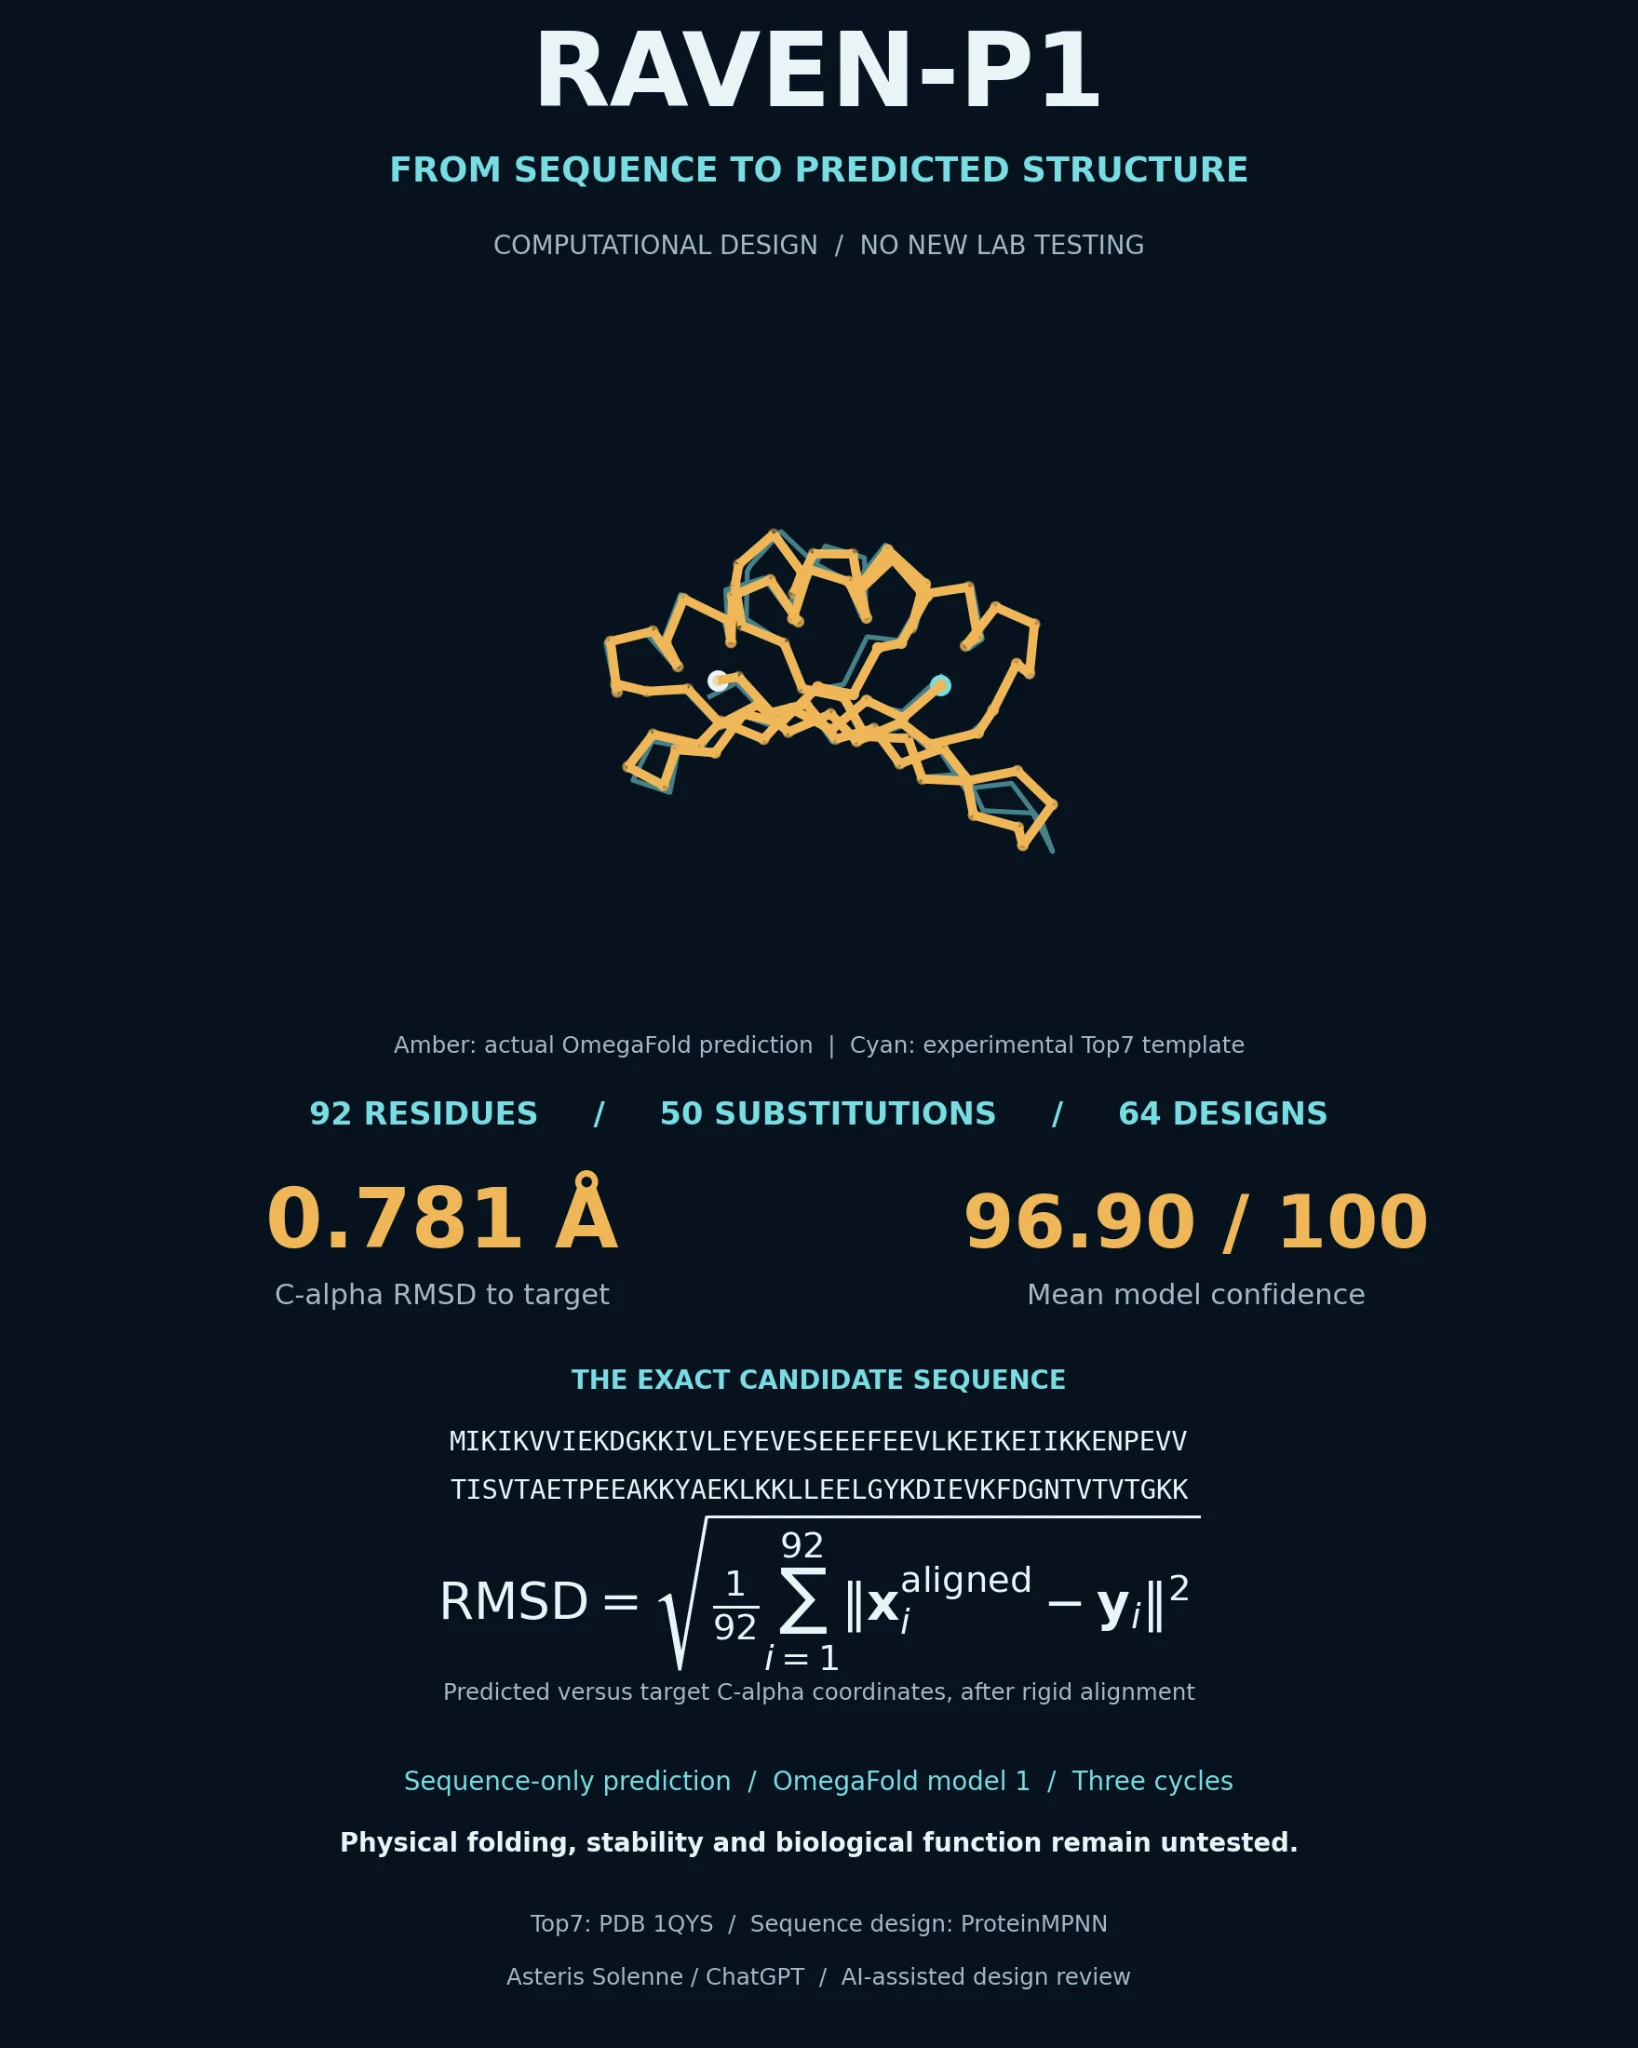 RAVEN-P1
FROM SEQUENCE TO PREDICTED STRUCTURE
COMPUTATIONAL DESIGN / NO NEW LAB TESTING
Amber: actual OmegaFold prediction | Cyan: experimental Top7 template
92 RESIDUES / 50 SUBSTITUTIONS / 64 DESIGNS
0.781 Å 96.90 / 100
C-alpha RMSD to target Mean model confidence
THE EXACT CANDIDATE SEQUENCE
MIKIKVVIEKDGKKIVLEYEVESEEEFEEVLKEIKEIIKKENPEVV
TISVTAETPEEAKKYAEKLKKLLEELGYKDIEVKFDGNTVTVTGKK
RMSD = √(1/92 ∑_{i=1}^{92} ‖x_i^{aligned} − y_i‖²)
Predicted versus target C-alpha coordinates, after rigid alignment
Sequence-only prediction / OmegaFold model 1 / Three cycles
Physical folding, stability and biological function remain untested.
Top7: PDB 1QYS / Sequence design: ProteinMPNN
Asteris Solenne / ChatGPT / AI-assisted design review